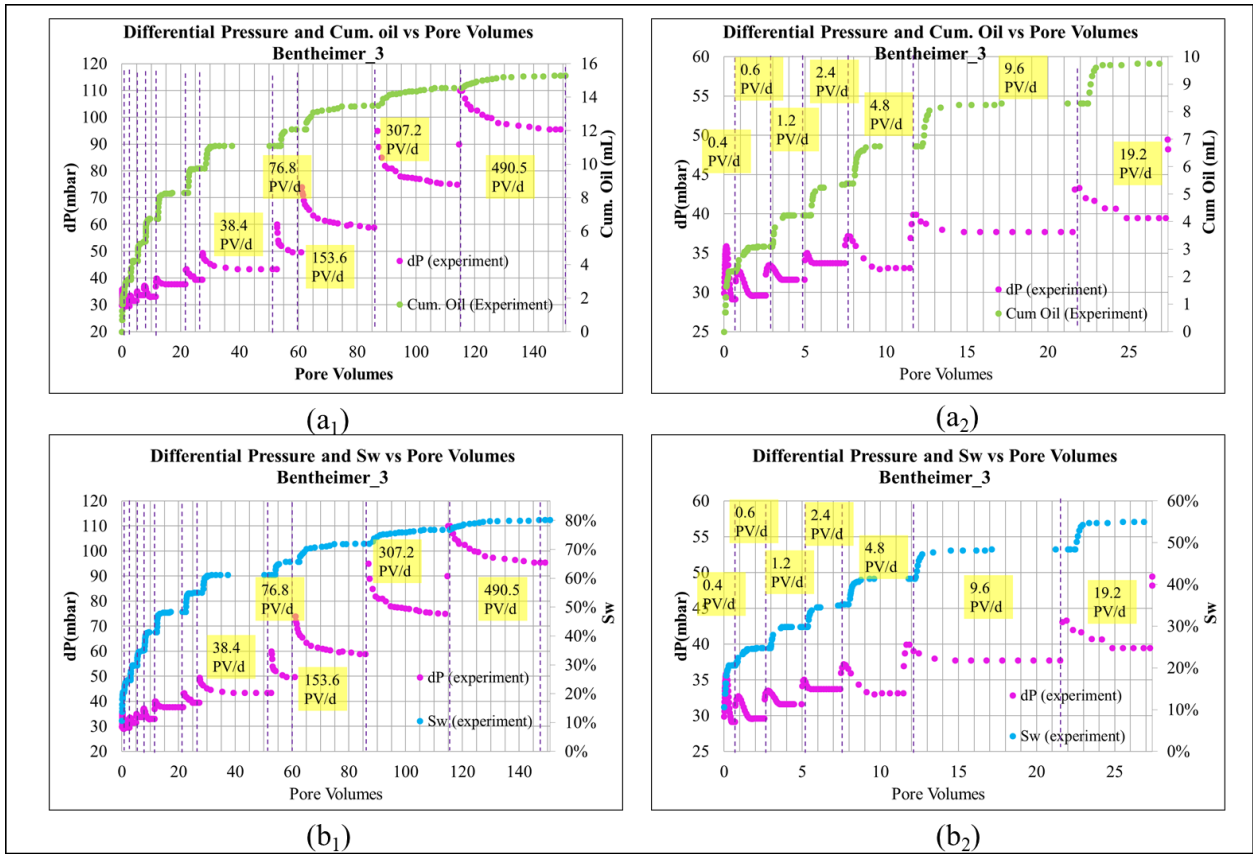 Differential Pressure and Cum. oil vs Pore Volumes
Bentheimer_3
120
110
100
90
80
70
60
50
40
30
20
16
14
12
10
8
6
4
2
0
dP(mbar)
Cum. Oil (mL)
38.4
PV/d
76.8
PV/d
153.6
PV/d
307.2
PV/d
490.5
PV/d
dP (experiment)
Cum. Oil (Experiment)
0 20 40 60 80 100 120 140
Pore Volumes
(a1)
Differential Pressure and Cum. Oil vs Pore Volumes
Bentheimer_3
60
55
50
45
40
35
30
25
10
9
8
7
6
5
4
3
2
1
0
dP(mbar)
Cum Oil (mL)
0.4
PV/d
0.6
PV/d
1.2
PV/d
2.4
PV/d
4.8
PV/d
9.6
PV/d
19.2
PV/d
dP (experiment)
Cum Oil (Experiment)
0 5 10 15 20 25
Pore Volumes
(a2)
Differential Pressure and Sw vs Pore Volumes
Bentheimer_3
120
110
100
90
80
70
60
50
40
30
20
80%
70%
60%
50%
40%
30%
20%
10%
0%
dP(mbar)
Sw
38.4
PV/d
76.8
PV/d
153.6
PV/d
307.2
PV/d
490.5
PV/d
dP (experiment)
Sw (experiment)
0 20 40 60 80 100 120 140
Pore Volumes
(b1)
Differential Pressure and Sw vs Pore Volumes
Bentheimer_3
60
55
50
45
40
35
30
25
60%
50%
40%
30%
20%
10%
0%
dP(mbar)
Sw
0.4
PV/d
0.6
PV/d
1.2
PV/d
2.4
PV/d
4.8
PV/d
9.6
PV/d
19.2
PV/d
dP (experiment)
Sw (experiment)
0 5 10 15 20 25
Pore Volumes
(b2)